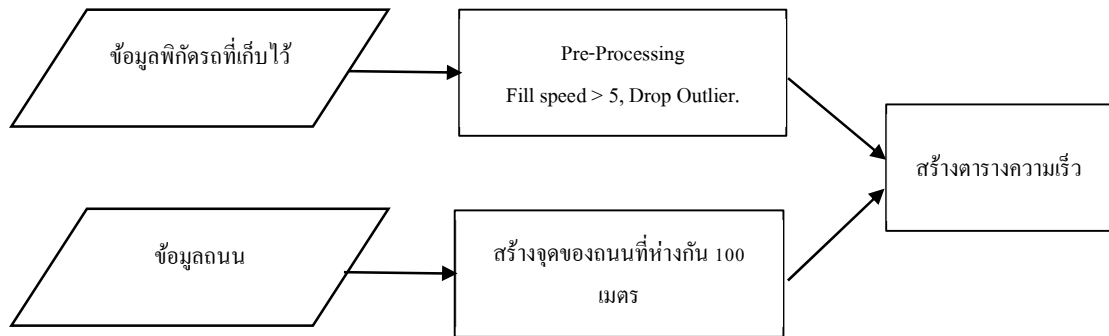 ข้อมูลพิกัดรถที่เก็บไว้
Pre-Processing
Fill speed > 5, Drop Outlier.
สร้างตารางความเร็ว
ข้อมูลถนน
สร้างจุดของถนนที่ห่างกัน 100
เมตร